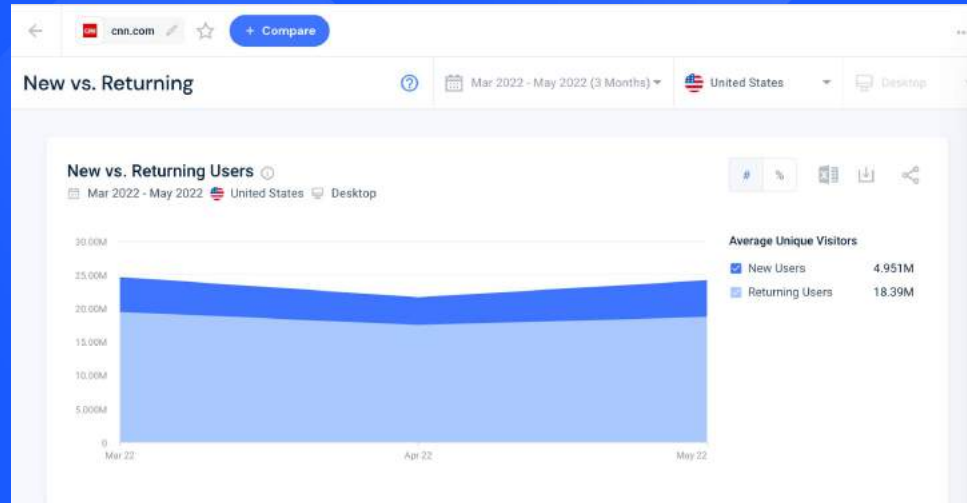 CNN cnn.com + Compare
New vs. Returning ? Mar 2022 - May 2022 (3 Months) United States Desktop
New vs. Returning Users
Mar 2022 - May 2022 United States Desktop
# %
30.00M
25.00M
20.00M
15.00M
10.00M
5.000M
0
Mar 22 Apr 22 May 22
Average Unique Visitors
New Users 4.951M
Returning Users 18.39M